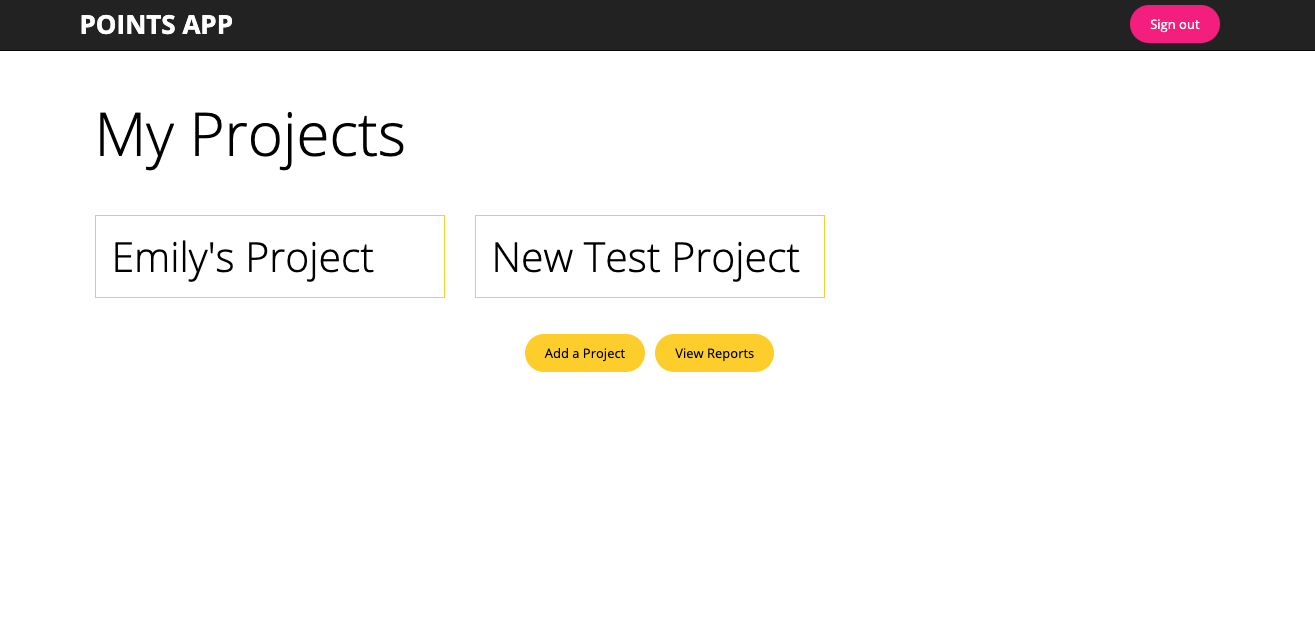 POINTS APP
Sign out
My Projects
Emily's Project
New Test Project
Add a Project
View Reports